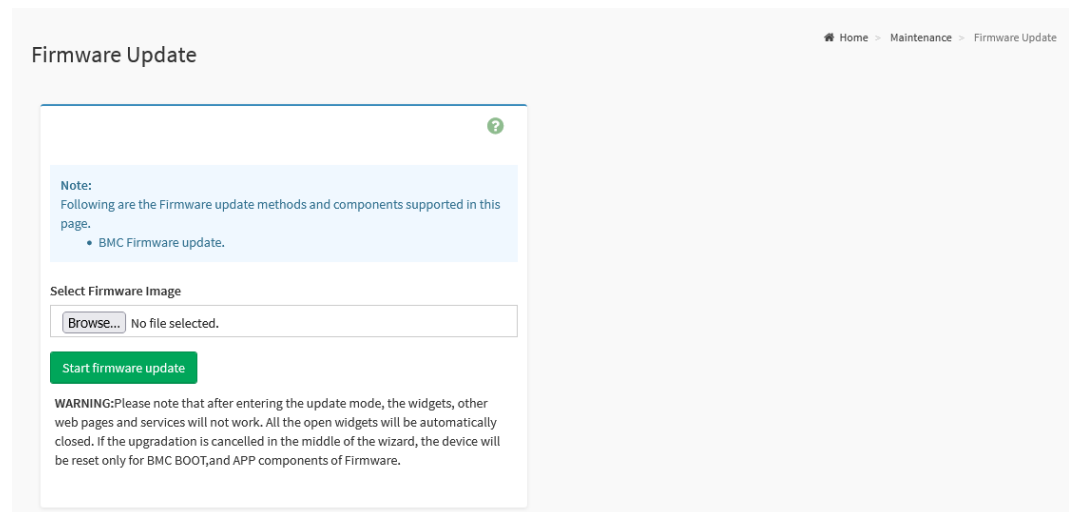 Home > Maintenance > Firmware Update
Firmware Update
?
Note:
Following are the Firmware update methods and components supported in this
page.
• BMC Firmware update.
Select Firmware Image
Browse... No file selected.
Start firmware update
WARNING:Please note that after entering the update mode, the widgets, other
web pages and services will not work. All the open widgets will be automatically
closed. If the upgradation is cancelled in the middle of the wizard, the device will
be reset only for BMC BOOT,and APP components of Firmware.